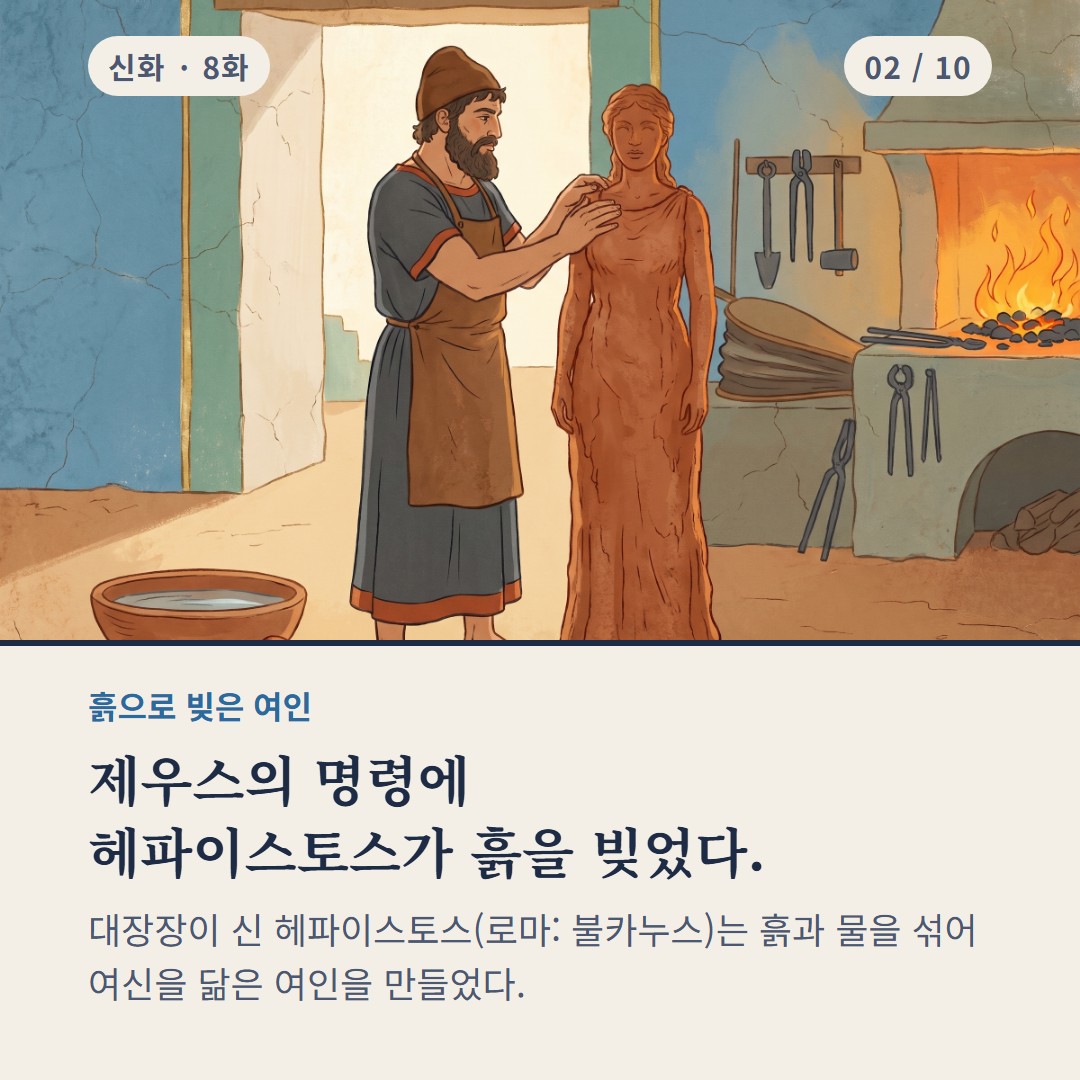 신화 · 8화
02 / 10
흙으로 빚은 여인
제우스의 명령에
헤파이스토스가 흙을 빚었다.
대장장이 신 헤파이스토스(로마: 불카누스)는 흙과 물을 섞어
여신을 닮은 여인을 만들었다.